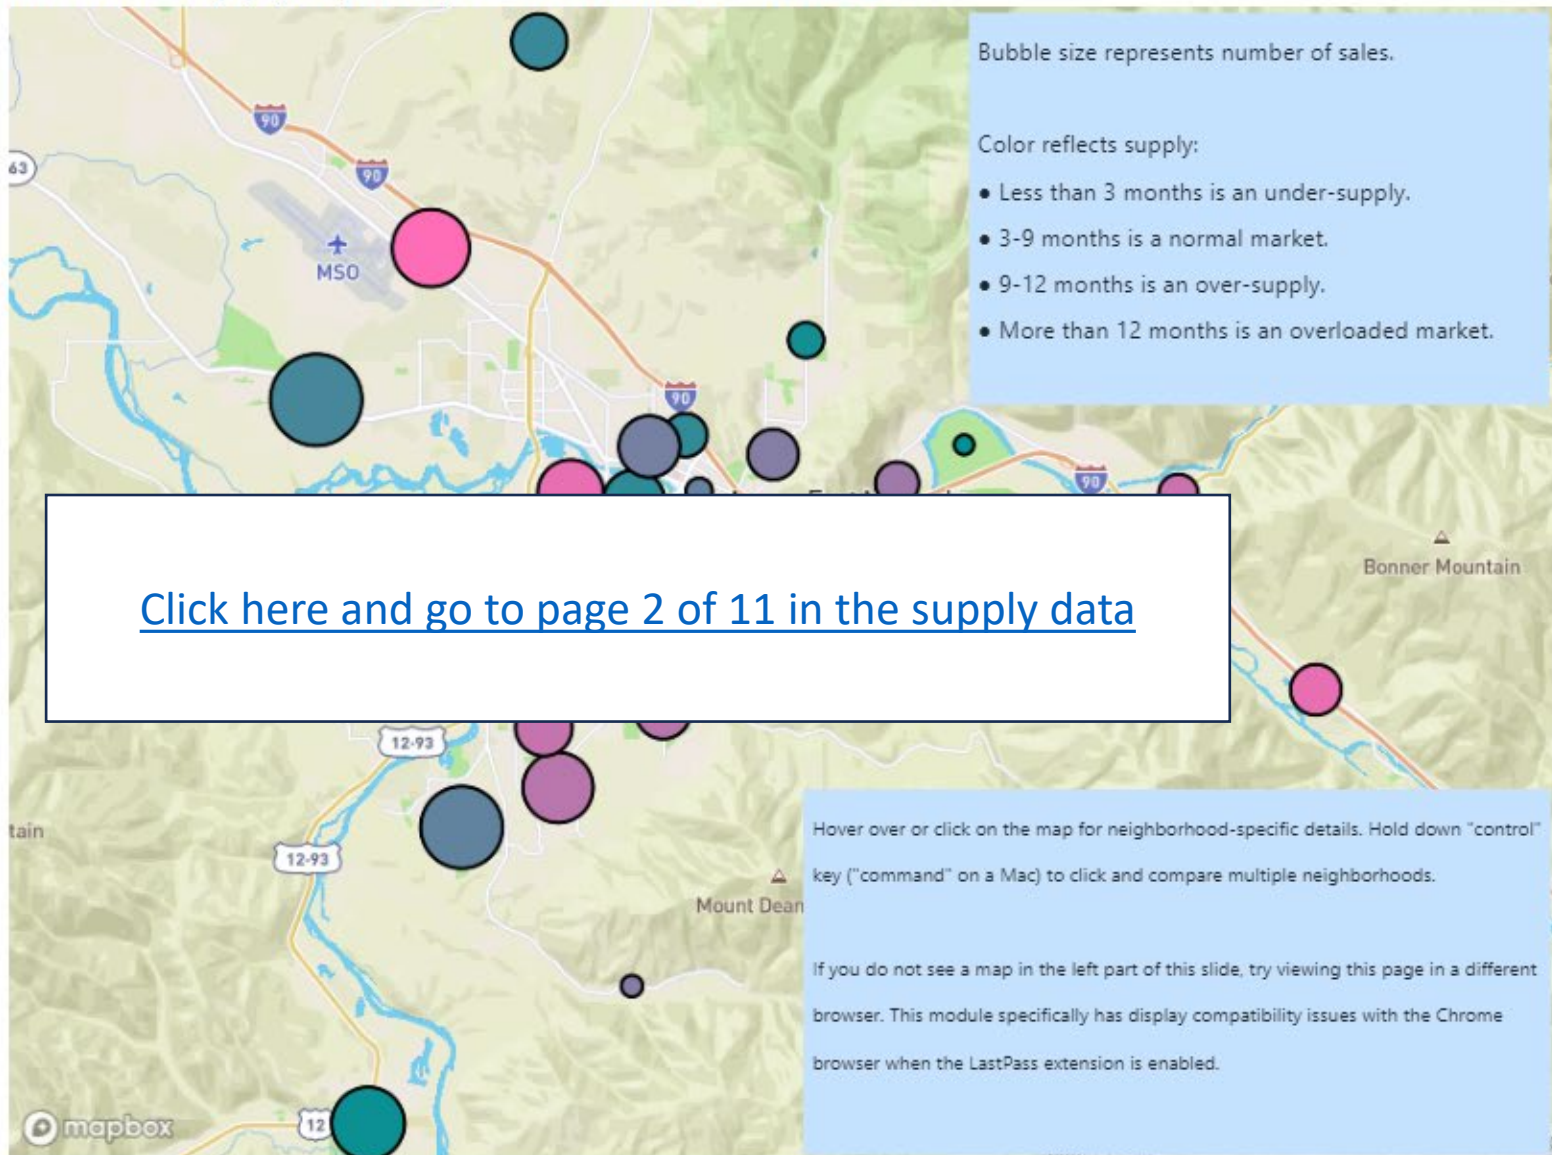 Bubble size represents number of sales.
Color reflects supply:
● Less than 3 months is an under-supply.
● 3-9 months is a normal market.
● 9-12 months is an over-supply.
● More than 12 months is an overloaded market.
90
90
63
MSO
90
90
Bonner Mountain
Click here and go to page 2 of 11 in the supply data
12-93
tain
12-93
Mount Dean
Hover over or click on the map for neighborhood-specific details. Hold down "control"
key ("command" on a Mac) to click and compare multiple neighborhoods.
If you do not see a map in the left part of this slide, try viewing this page in a different
browser. This module specifically has display compatibility issues with the Chrome
browser when the LastPass extension is enabled.
mapbox
12